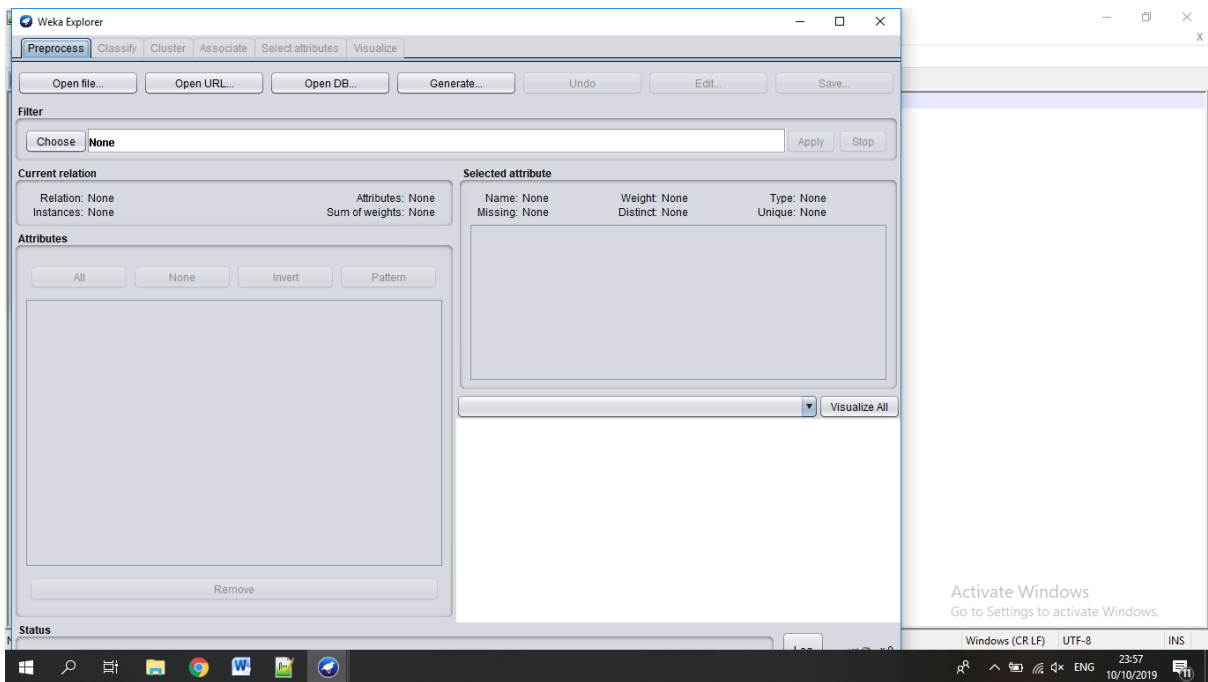 Weka Explorer
X
Preprocess Classify Cluster Associate Select attributes Visualize
Open file... Open URL... Open DB... Generate... Undo Edit... Save...
Filter
Choose None Apply Stop
Current relation
Relation: None Attributes: None
Instances: None Sum of weights: None
Selected attribute
Name: None Weight: None Type: None
Missing: None Distinct: None Unique: None
Attributes
All None Invert Pattern
Visualize All
Remove
Status
Activate Windows
Go to Settings to activate Windows.
Windows (CR LF) UTF-8 INS
ENG
23:57
10/10/2019
11